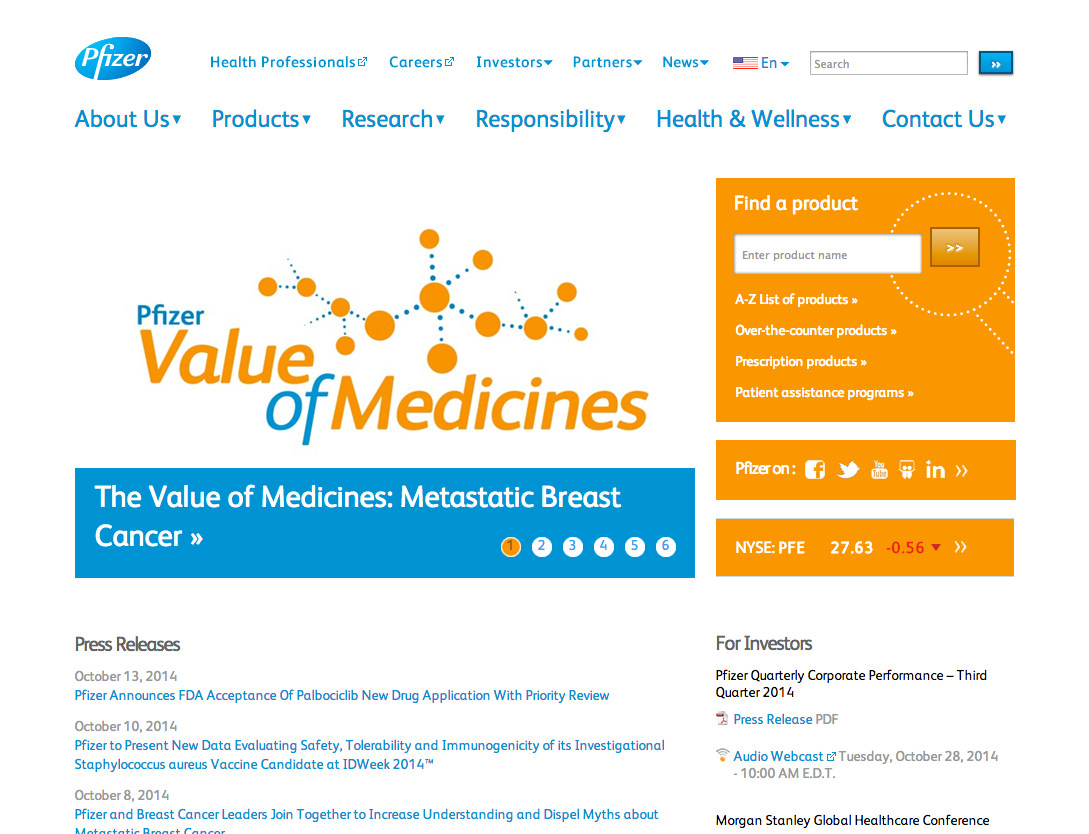 Pfizer
Health Professionals Careers Investors Partners News En Search »
About Us Products Research Responsibility Health & Wellness Contact Us
Pfizer
Value
of Medicines
The Value of Medicines: Metastatic Breast
Cancer »
1 2 3 4 5 6
Find a product
Enter product name >>
A-Z List of products »
Over-the-counter products »
Prescription products »
Patient assistance programs »
Pfizer on : You Tube in »
NYSE: PFE 27.63 -0.56 »
Press Releases
October 13, 2014
Pfizer Announces FDA Acceptance Of Palbociclib New Drug Application With Priority Review
October 10, 2014
Pfizer to Present New Data Evaluating Safety, Tolerability and Immunogenicity of its Investigational
Staphylococcus aureus Vaccine Candidate at IDWeek 2014™
October 8, 2014
Pfizer and Breast Cancer Leaders Join Together to Increase Understanding and Dispel Myths about
Metastatic Breast Cancer
For Investors
Pfizer Quarterly Corporate Performance – Third
Quarter 2014
Press Release PDF
Audio Webcast Tuesday, October 28, 2014
- 10:00 AM E.D.T.
Morgan Stanley Global Healthcare Conference